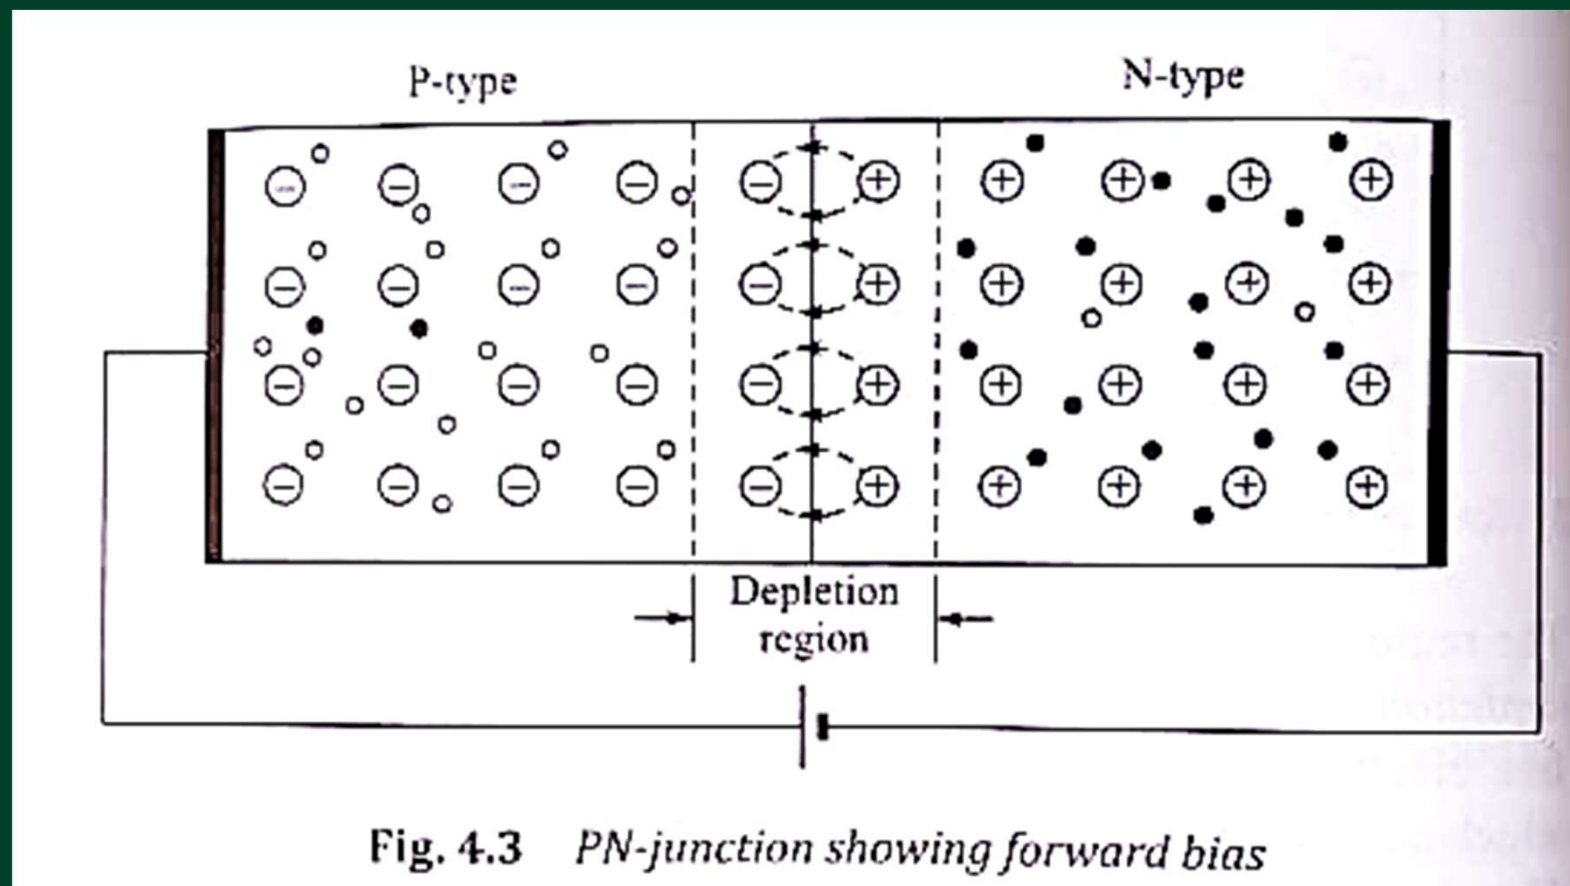 P-type
N-type
Depletion
region
Fig. 4.3 PN-junction showing forward bias